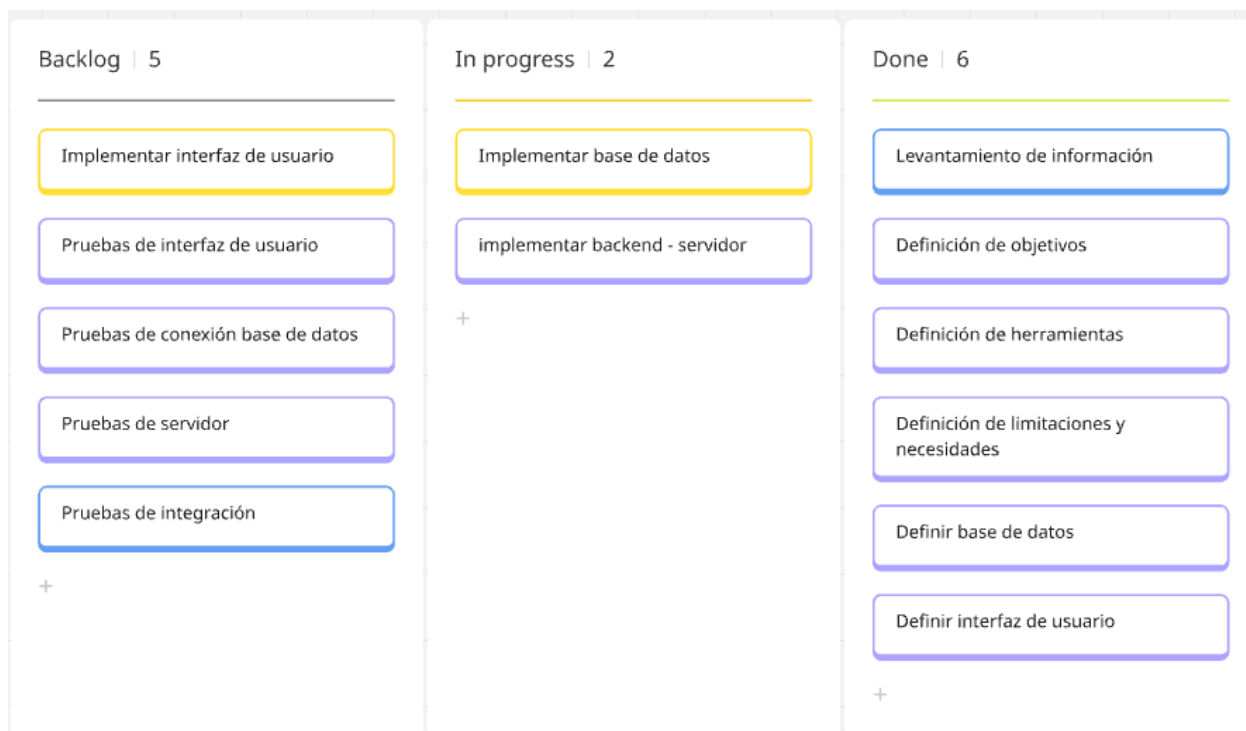 Backlog | 5
Implementar interfaz de usuario
Pruebas de interfaz de usuario
Pruebas de conexión base de datos
Pruebas de servidor
Pruebas de integración
+
In progress | 2
Implementar base de datos
implementar backend - servidor
+
Done | 6
Levantamiento de información
Definición de objetivos
Definición de herramientas
Definición de limitaciones y
necesidades
Definir base de datos
Definir interfaz de usuario
+